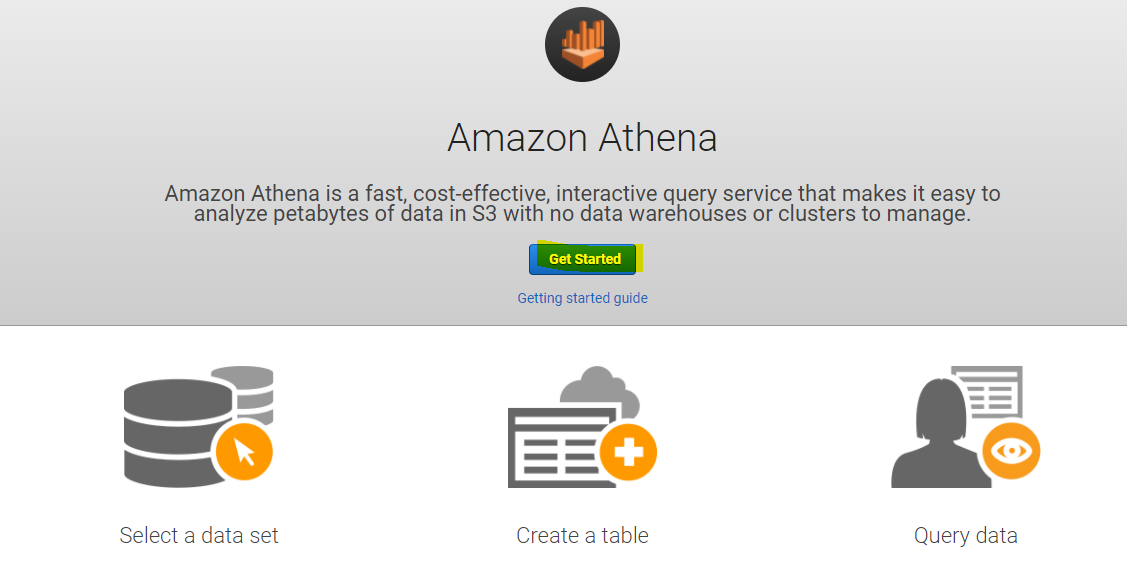 Amazon Athena
Amazon Athena is a fast, cost-effective, interactive query service that makes it easy to
analyze petabytes of data in S3 with no data warehouses or clusters to manage.
Get Started
Getting started guide
Select a data set
Create a table
Query data